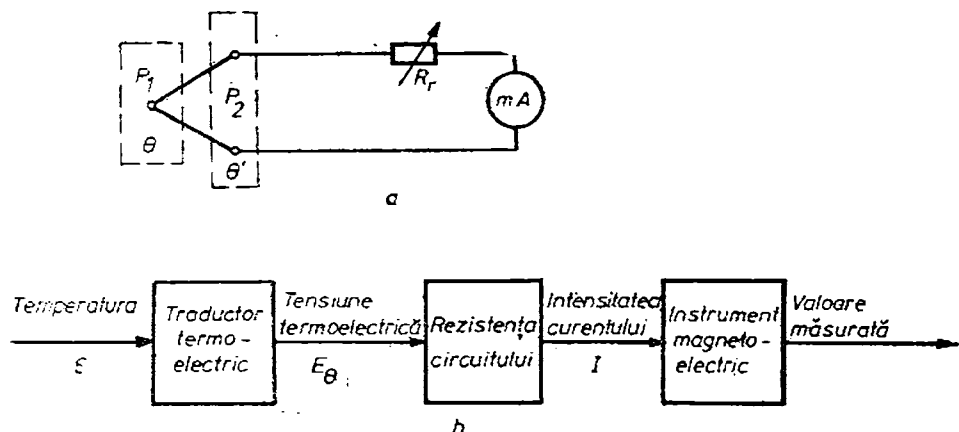 P1
θ
P2
θ'
Rr
mA
a
Temperatura
Traductor
termo-
electric
Tensiune
termoelectrică
Eθ
Rezistența
circuitului
Intensitatea
curentului
I
Instrument
magneto-
electric
Valoare
măsurată
b